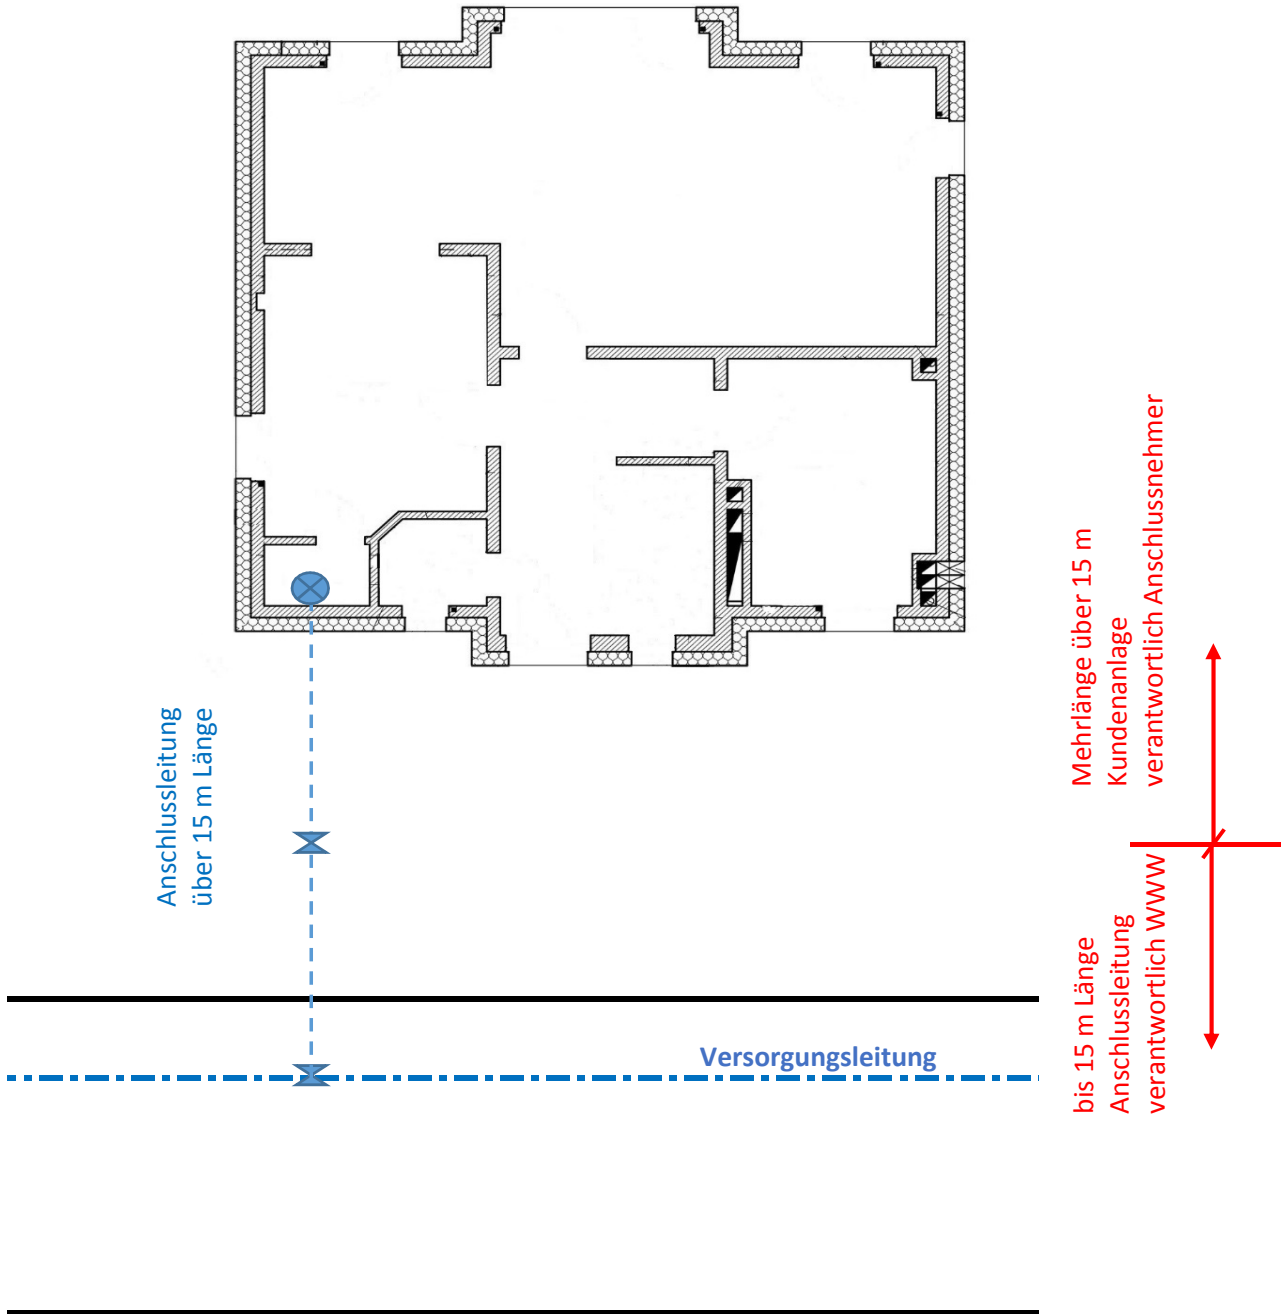 Anschlussleitung
über 15 m Länge
Versorgungsleitung
Mehrlänge über 15 m
Kundenanlage
verantwortlich Anschlussnehmer
bis 15 m Länge
Anschlussleitung
verantwortlich WWW